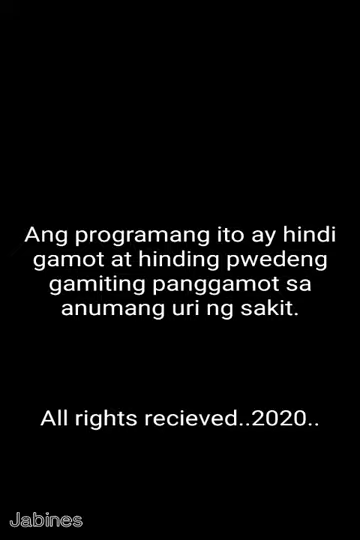 Ang programang ito ay hindi
gamot at hinding pwedeng
gamiting panggamot sa
anumang uri ng sakit.
All rights recieved..2020..
Jabines